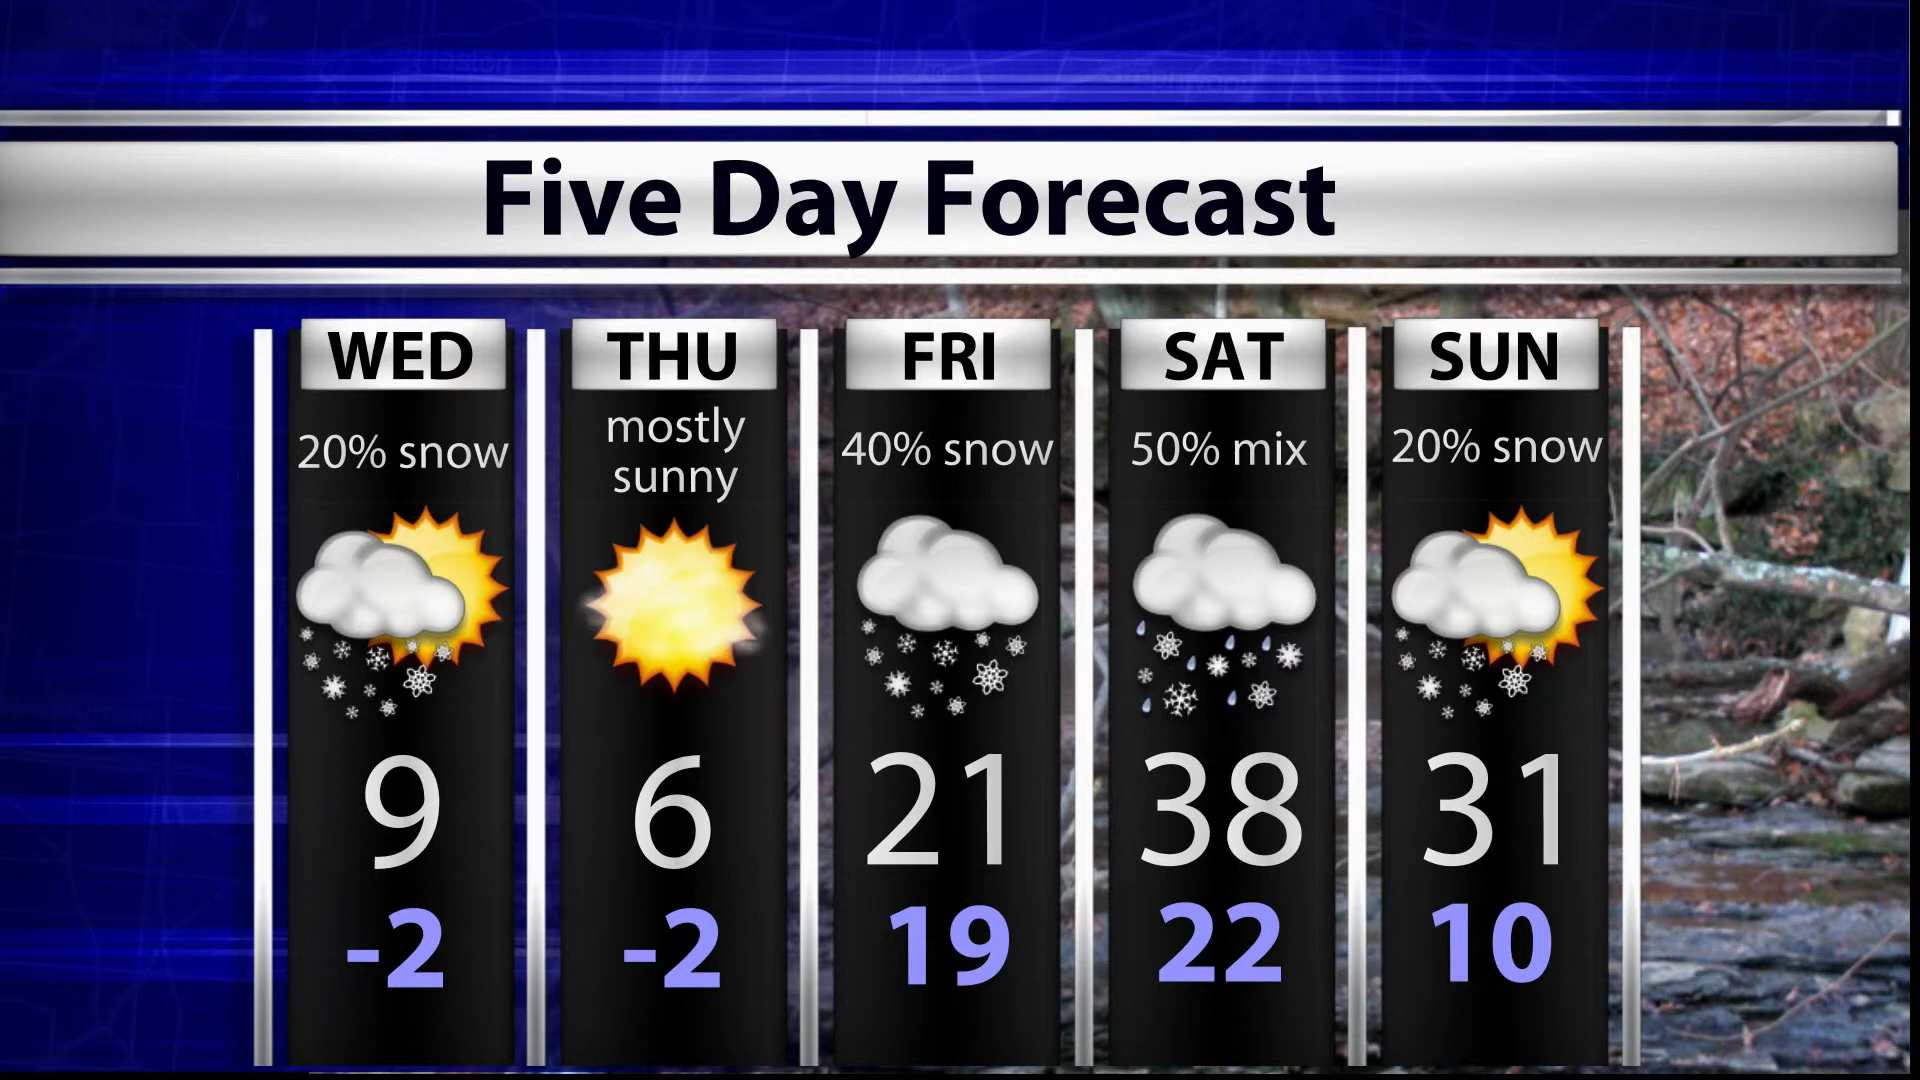 Five Day Forecast
WED
20% snow
9
-2
THU
mostly
sunny
6
-2
FRI
40% snow
21
19
SAT
50% mix
38
22
SUN
20% snow
31
10